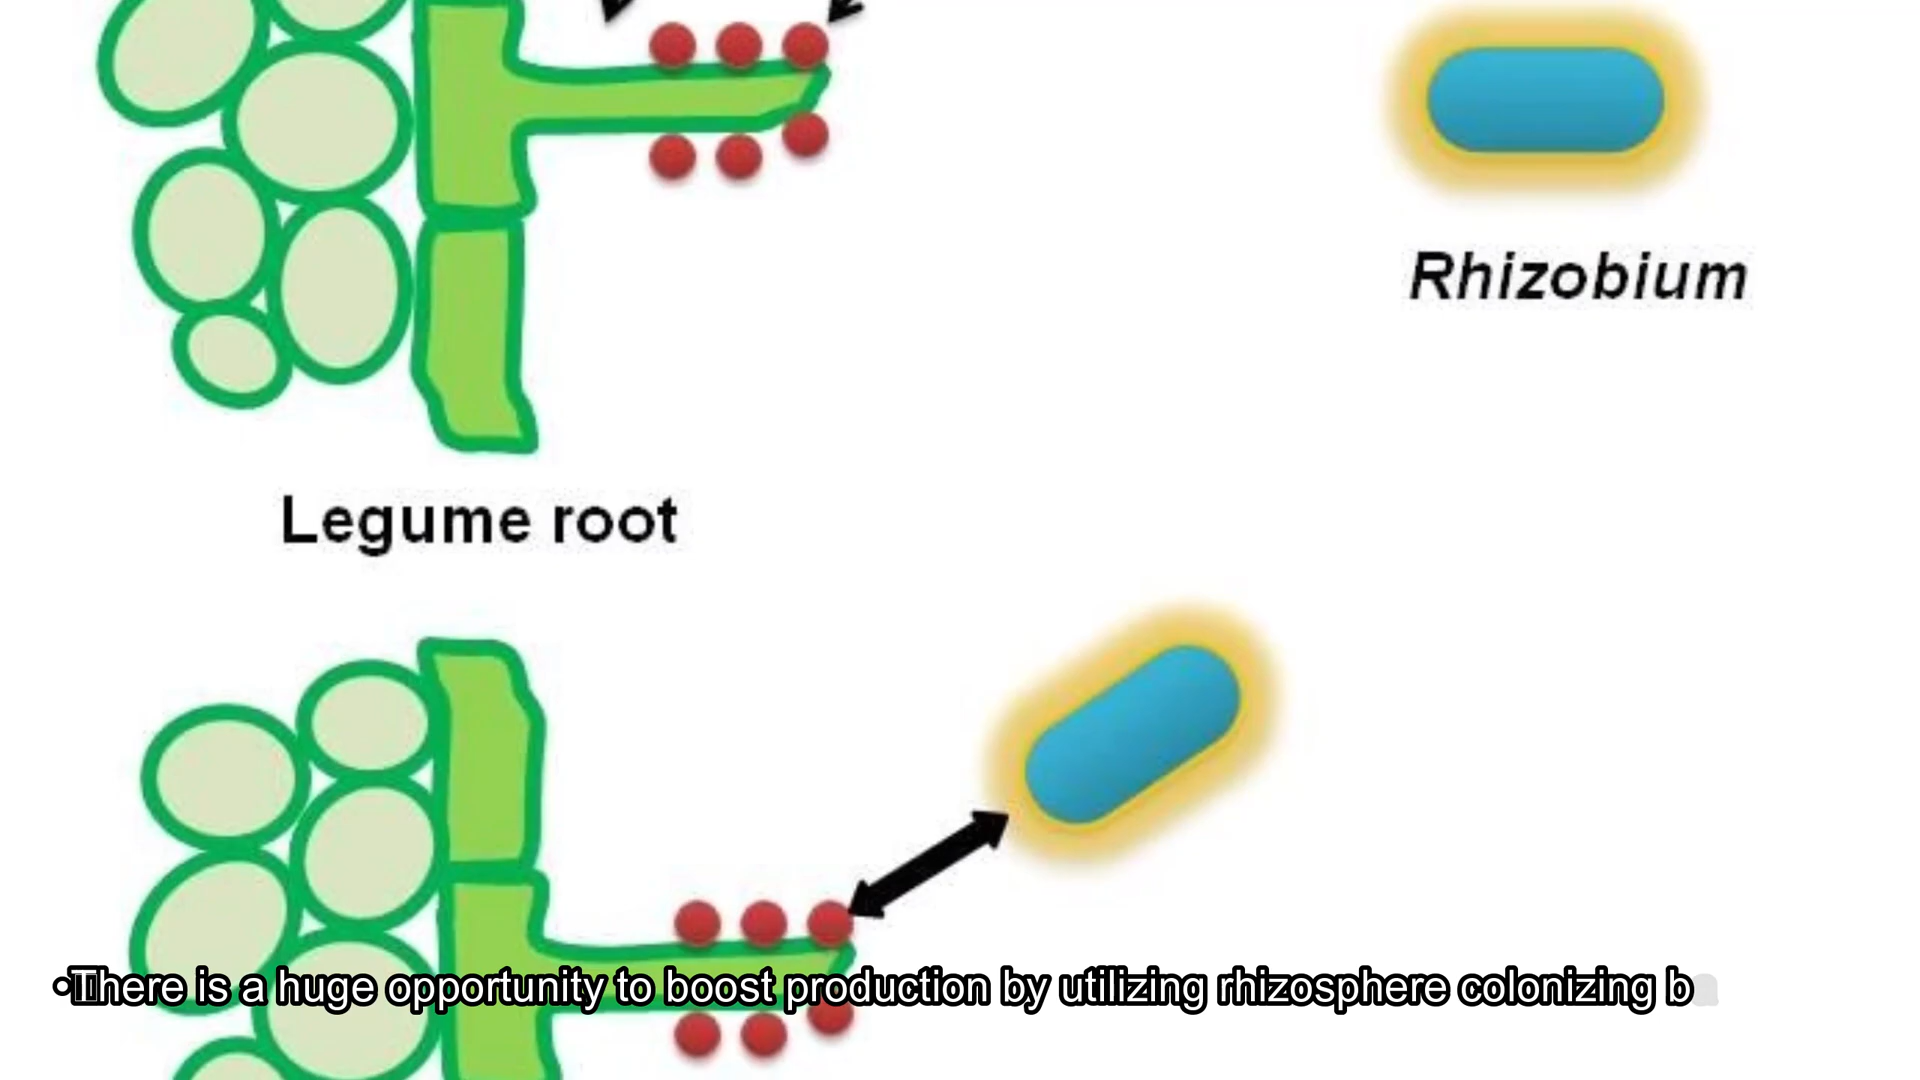 Rhizobium
Legume root
•There is a huge opportunity to boost production by utilizing rhizosphere colonizing b